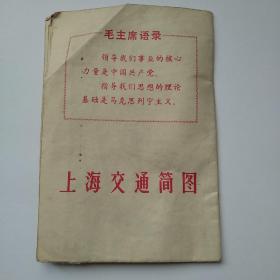 毛主席语录
领导我们事业的核心
力量是中国共产党。
指导我们思想的理论
基础是马克思列宁主义。
上海交通简图